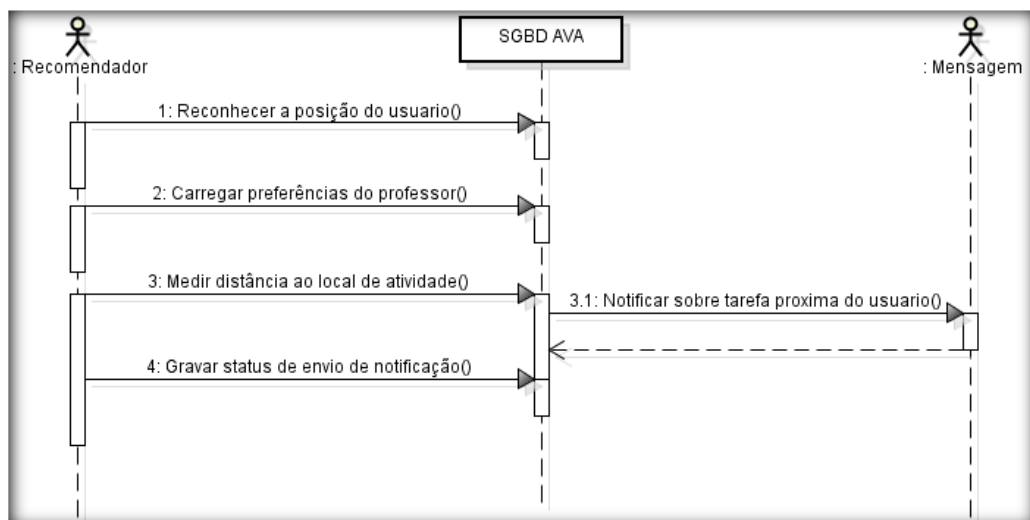 SGBD AVA
: Recomendador
: Mensagem
1: Reconhecer a posição do usuario()
2: Carregar preferências do professor()
3: Medir distância ao local de atividade()
3.1: Notificar sobre tarefa proxima do usuario()
4: Gravar status de envio de notificação()